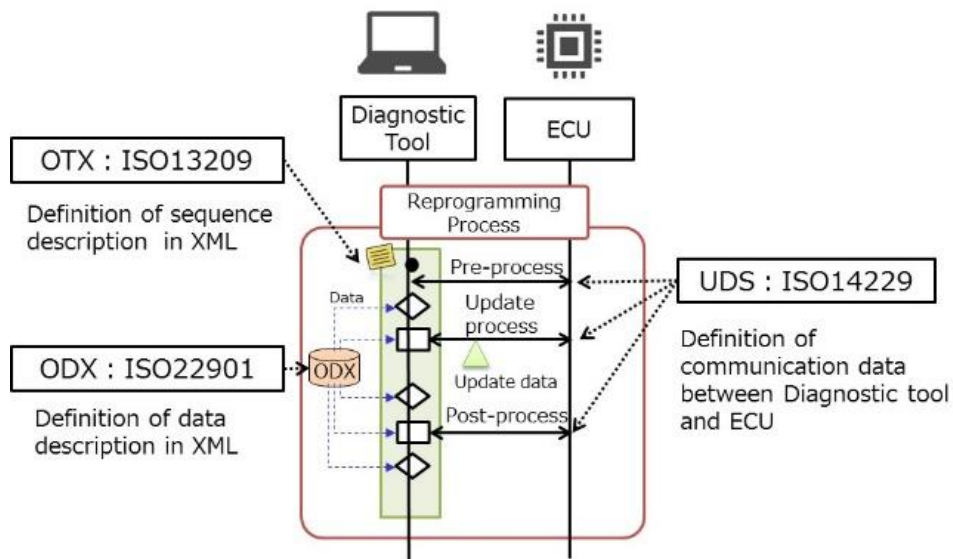 Diagnostic
Tool
ECU
OTX : ISO13209
Definition of sequence
description in XML
Reprogramming
Process
Pre-process
UDS : ISO14229
Definition of
communication data
between Diagnostic tool
and ECU
Data
Update
process
ODX : ISO22901
Definition of data
description in XML
ODX
Update data
Post-process